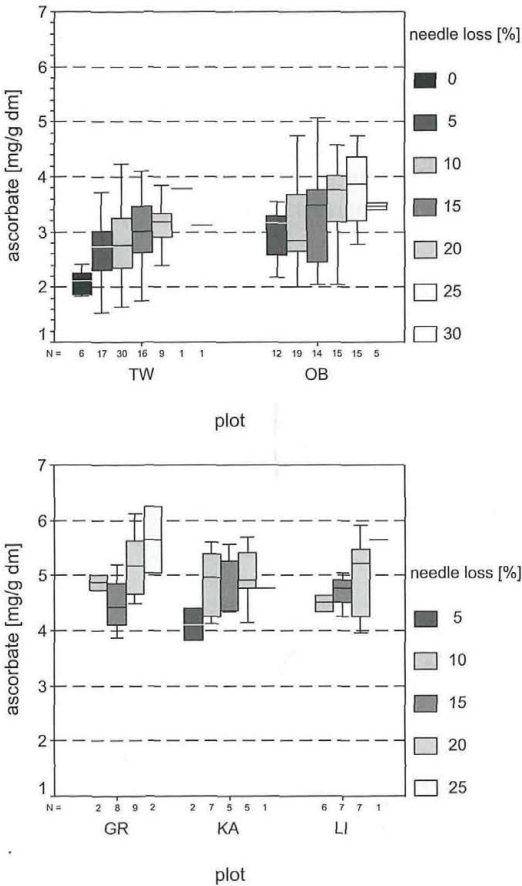 needle loss [%]
ascorbate [mg/g dm]
7
6
5
4
3
2
1
0
5
10
15
20
25
30
N = 6 17 30 16 9 1 1 12 19 14 15 15 5
TW OB
plot
needle loss [%]
ascorbate [mg/g dm]
7
6
5
4
3
2
1
5
10
15
20
25
N = 2 8 9 2 2 7 5 5 1 6 7 7 1
GR KA LI
plot